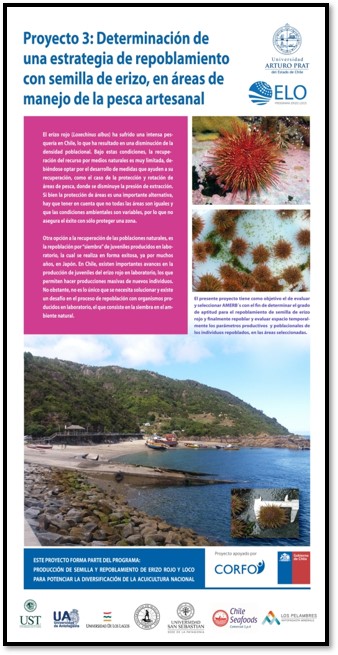 Proyecto 3: Determinación de
una estrategia de repoblamiento
con semilla de erizo, en áreas de
manejo de la pesca artesanal
Universidad
ARTURO PRAT
del Estado de Chile
ELO
El erizo rojo (Loxechinus albus) ha sufrido una intensa pes-
quería en Chile, lo que ha resultado en una disminución de la
densidad poblacional. Bajo estas condiciones, la recupe-
ración del recurso por medios naturales es muy limitada, de-
biéndose optar por el desarrollo de medidas que ayuden a su
recuperación, como el caso de la protección y rotación de
áreas de pesca, donde se disminuye la presión de extracción.
Si bien la protección de áreas es una importante alternativa,
hay que tener en cuenta que no todas las áreas son iguales y
que las condiciones ambientales son variables, por lo que no
asegura el éxito con sólo proteger una zona.
Otra opción a la recuperación de las poblaciones naturales, es
la repoblación por "siembra" de juveniles producidos en labo-
ratorio, la cual se realiza en forma exitosa, ya por muchos
años, en Japón. En Chile, existen importantes avances en la
producción de juveniles del erizo rojo en laboratorio, los que
permiten hacer producciones masivas de nuevos individuos.
No obstante, no es lo único que se necesita solucionar y existe
un desafío en el proceso de repoblación con organismos pro-
ducidos en laboratorio, el que consiste en la siembra en el am-
biente natural.
El presente proyecto tiene como objetivo el de evaluar
y seleccionar AMERB´s con el fin de determinar el grado
de aptitud para el repoblamiento de semilla de erizo
rojo y finalmente repoblar y evaluar espacio temporal-
mente los parámetros productivos y poblacionales de
los individuos repoblados, en las áreas seleccionadas.
ESTE PROYECTO FORMA PARTE DEL PROGRAMA:
PRODUCCIÓN DE SEMILLA Y REPOBLAMIENTO DE ERIZO ROJO Y LOCO
PARA POTENCIAR LA DIVERSIFICACIÓN DE LA ACUICULTURA NACIONAL
Proyecto apoyado por
CORFO
Gobierno
de Chile
UST
UA
Universidad
de Antofagasta
UNIVERSIDAD DE LOS LAGOS
UNIVERSIDAD
SAN SEBASTIAN
Chile
Seafoods
LOS PELAMBRES